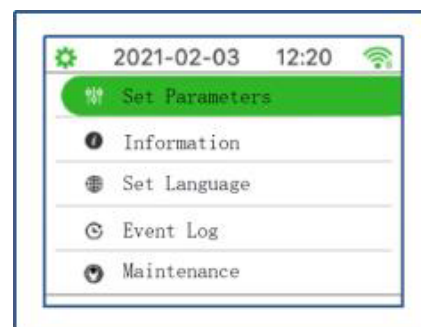 2021-02-03 12:20
Set Parameters
Information
Set Language
Event Log
Maintenance